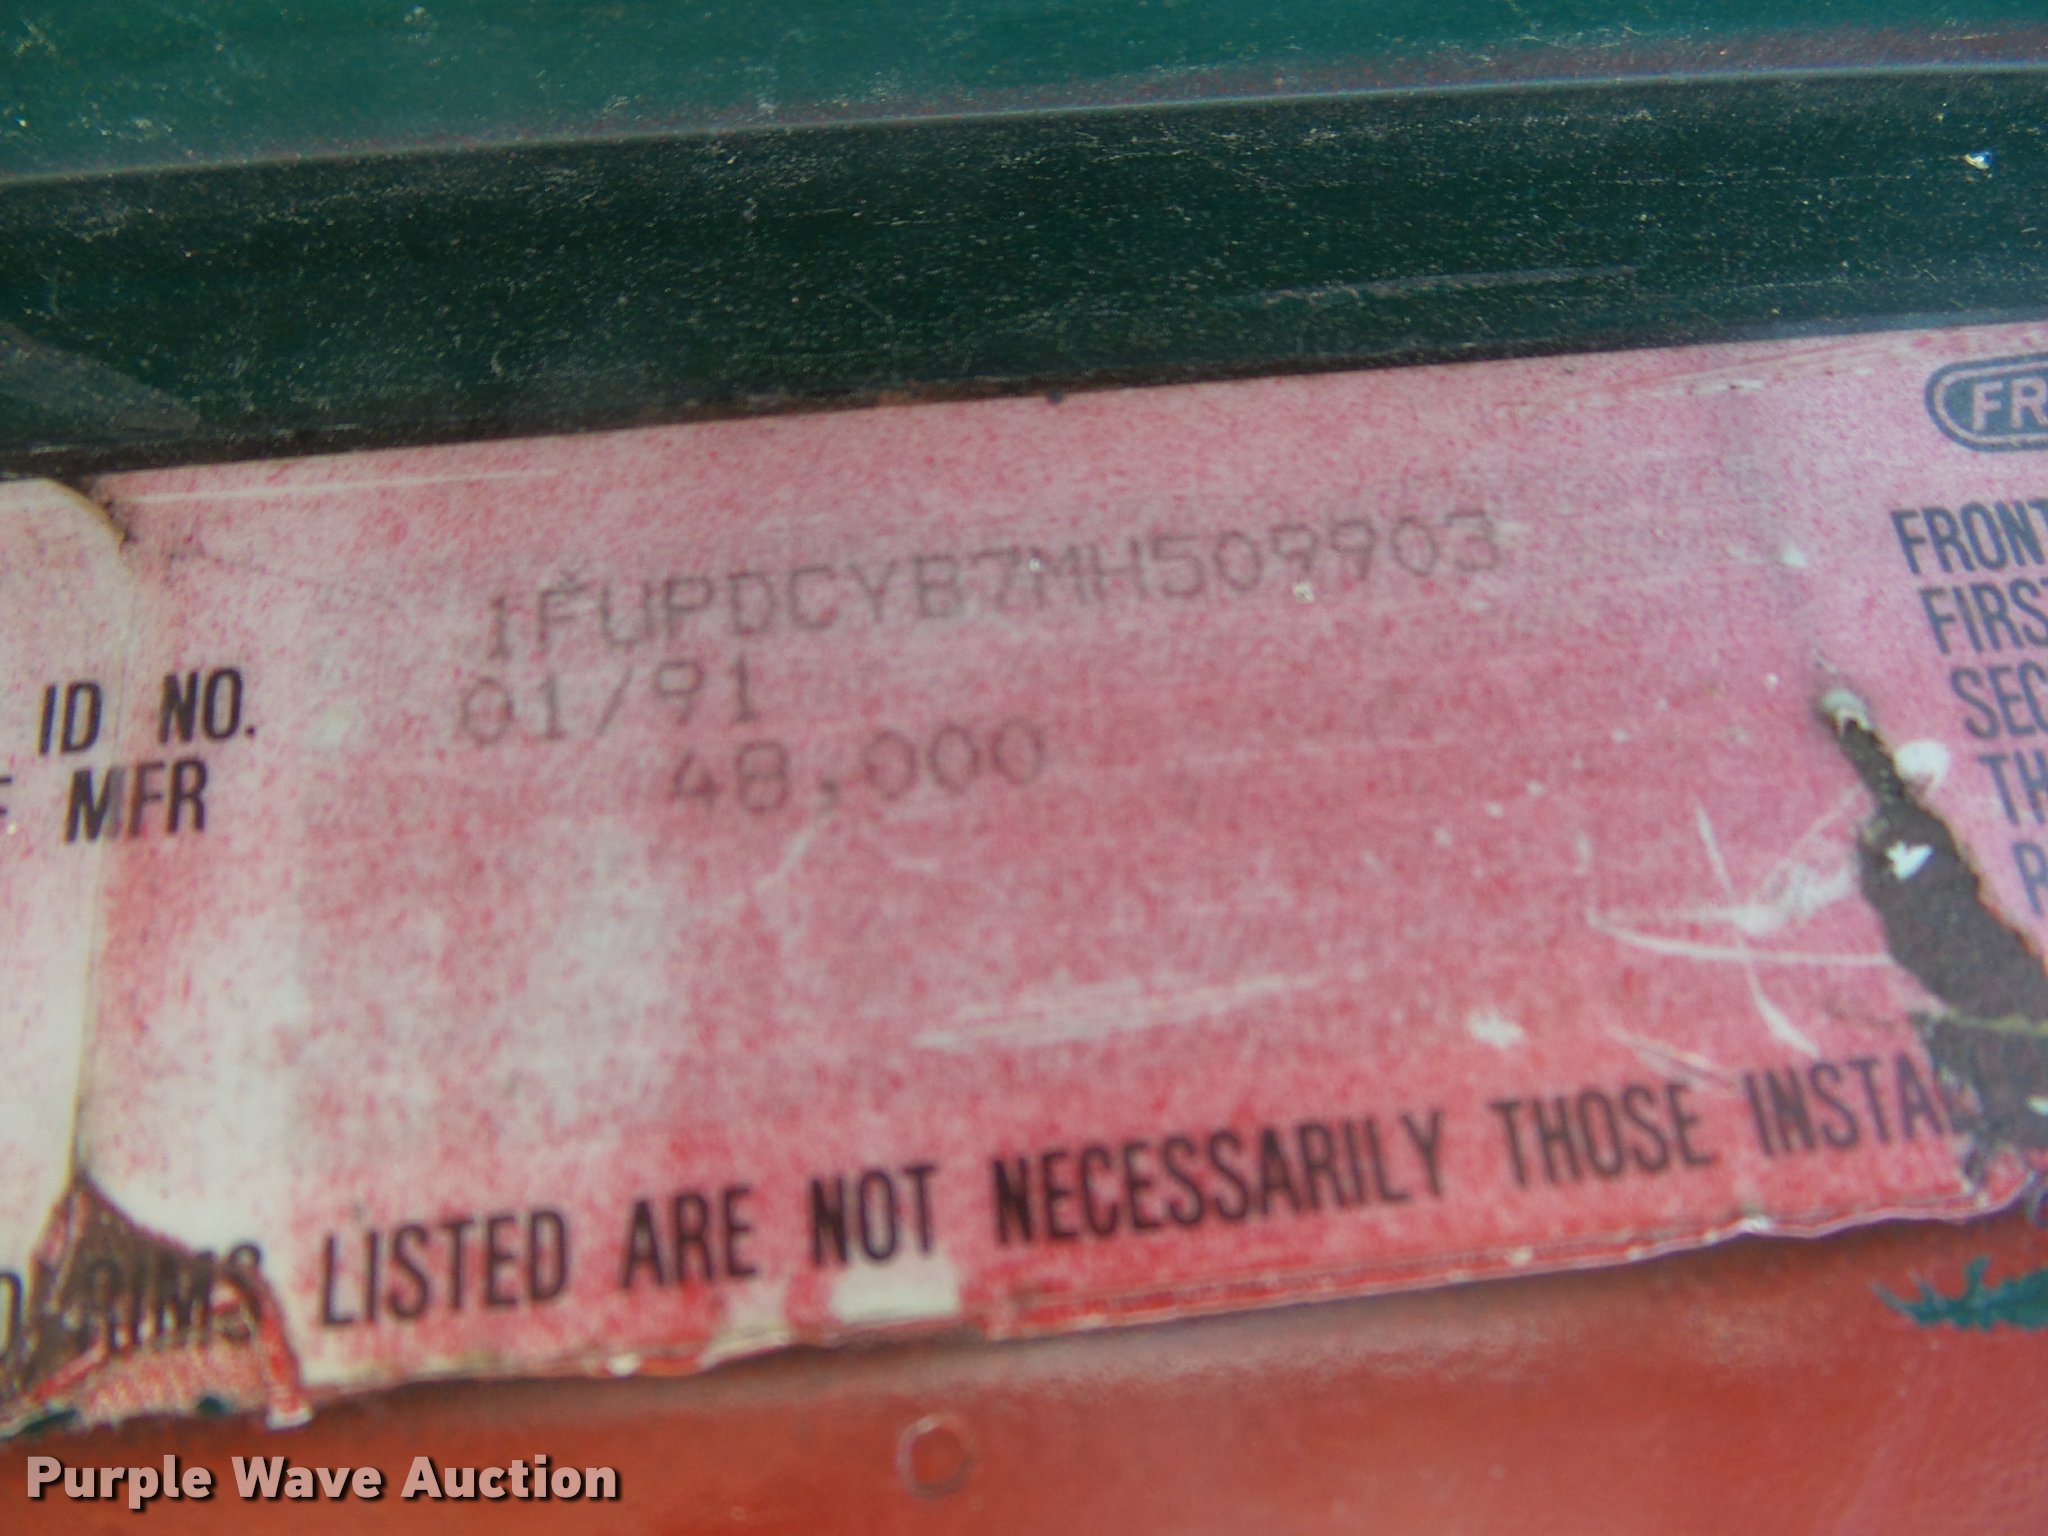 FR
1FUPDCYB7MH509903
ID NO.
01/91
MFR
48,000
FRONT
FIRST
SEC
TH
R
RIMS LISTED ARE NOT NECESSARILY THOSE INSTA
Purple Wave Auction